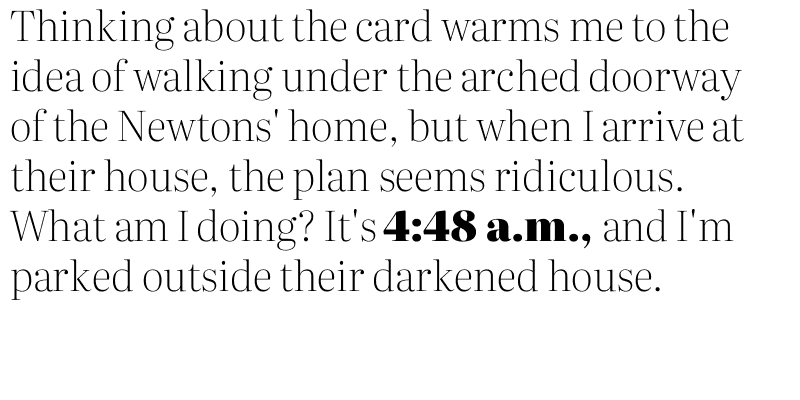 Thinking about the card warms me to the
idea of walking under the arched doorway
of the Newtons' home, but when I arrive at
their house, the plan seems ridiculous.
What am I doing? It's 4:48 a.m., and I'm
parked outside their darkened house.